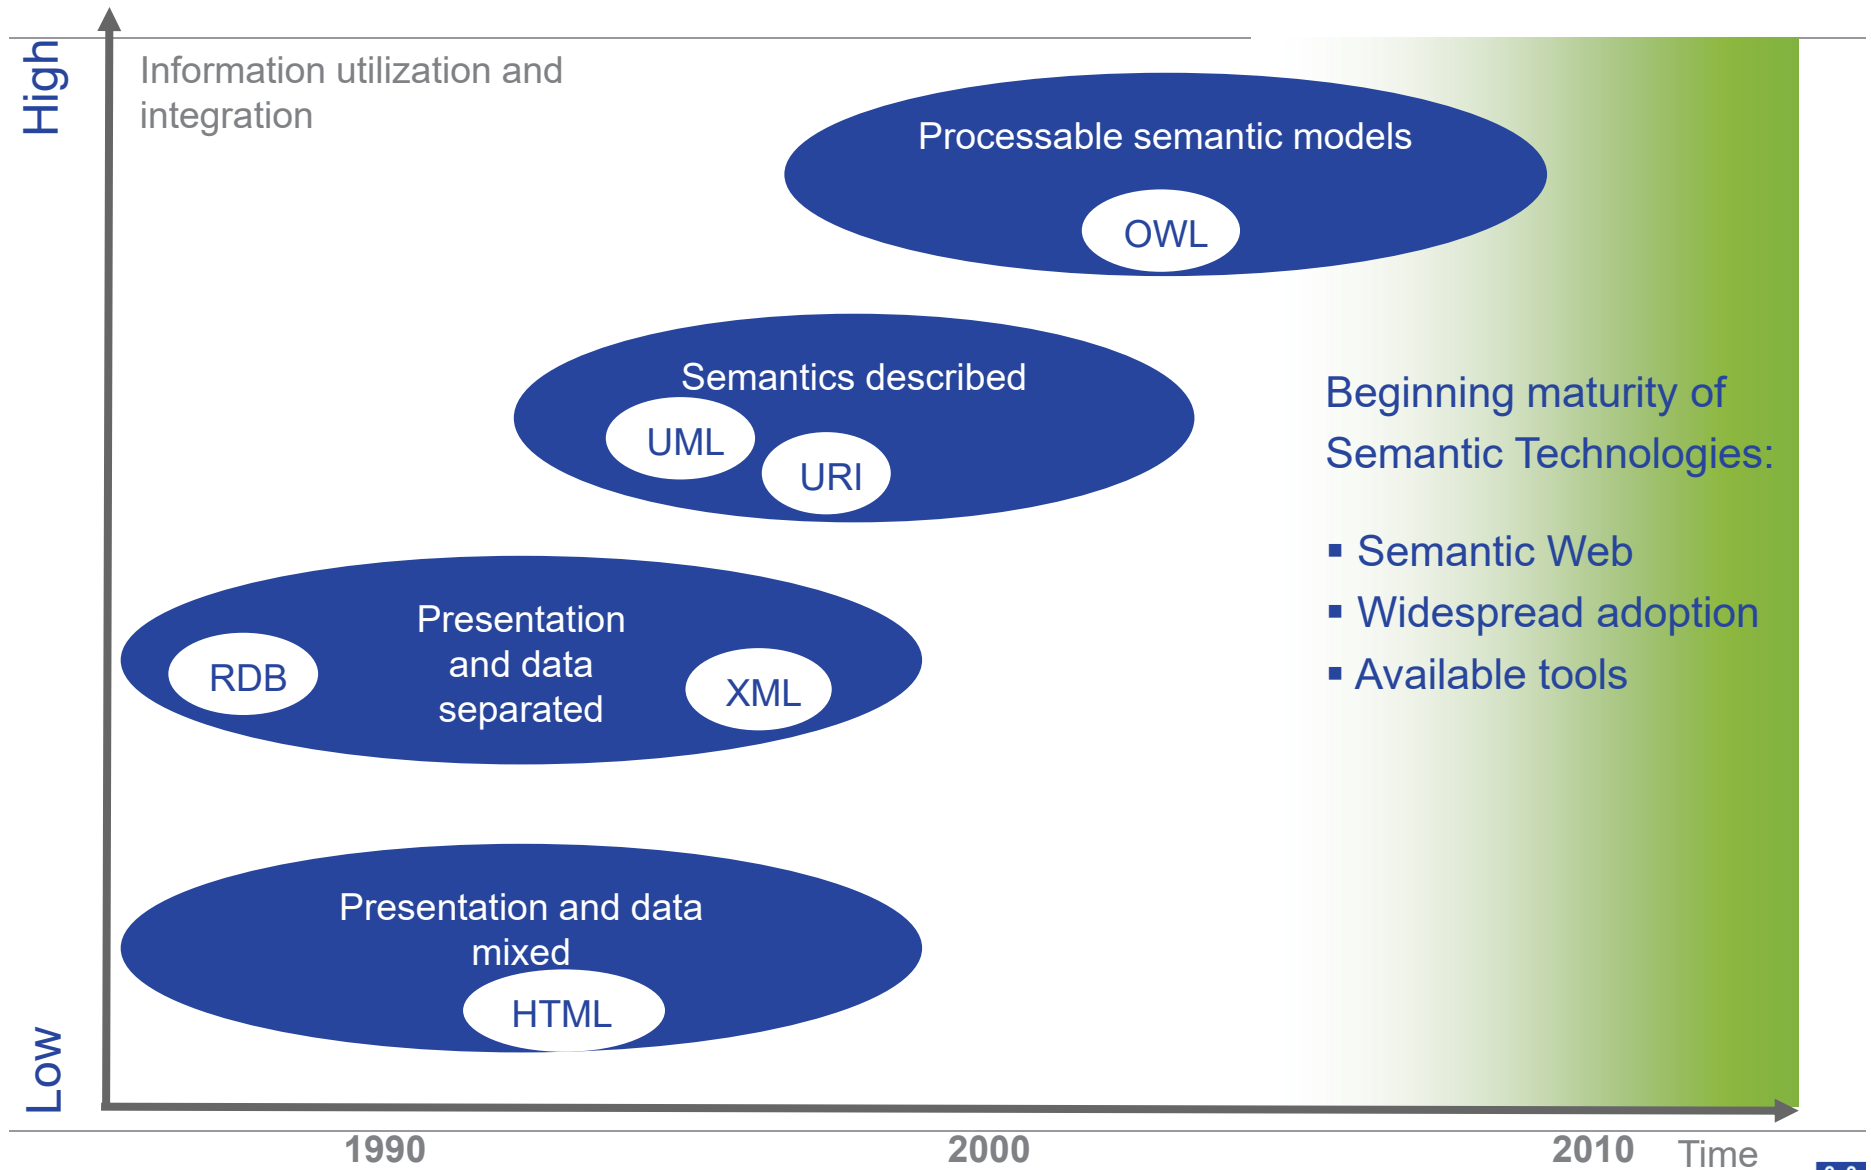 High
Information utilization and
integration
Processable semantic models
OWL
Semantics described
UML
URI
Beginning maturity of
Semantic Technologies:
▪ Semantic Web
▪ Widespread adoption
▪ Available tools
Presentation
and data
separated
RDB
XML
Presentation and data
mixed
HTML
Low
1990
2000
2010
Time